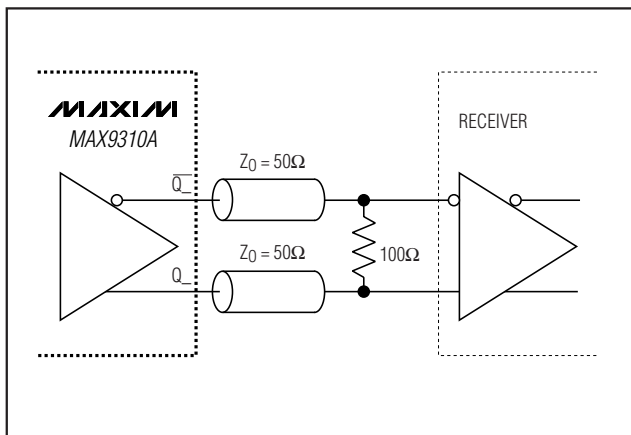 MAXIM
MAX9310A
RECEIVER
Z0 = 50Ω
Q_
Z0 = 50Ω
100Ω
Q_